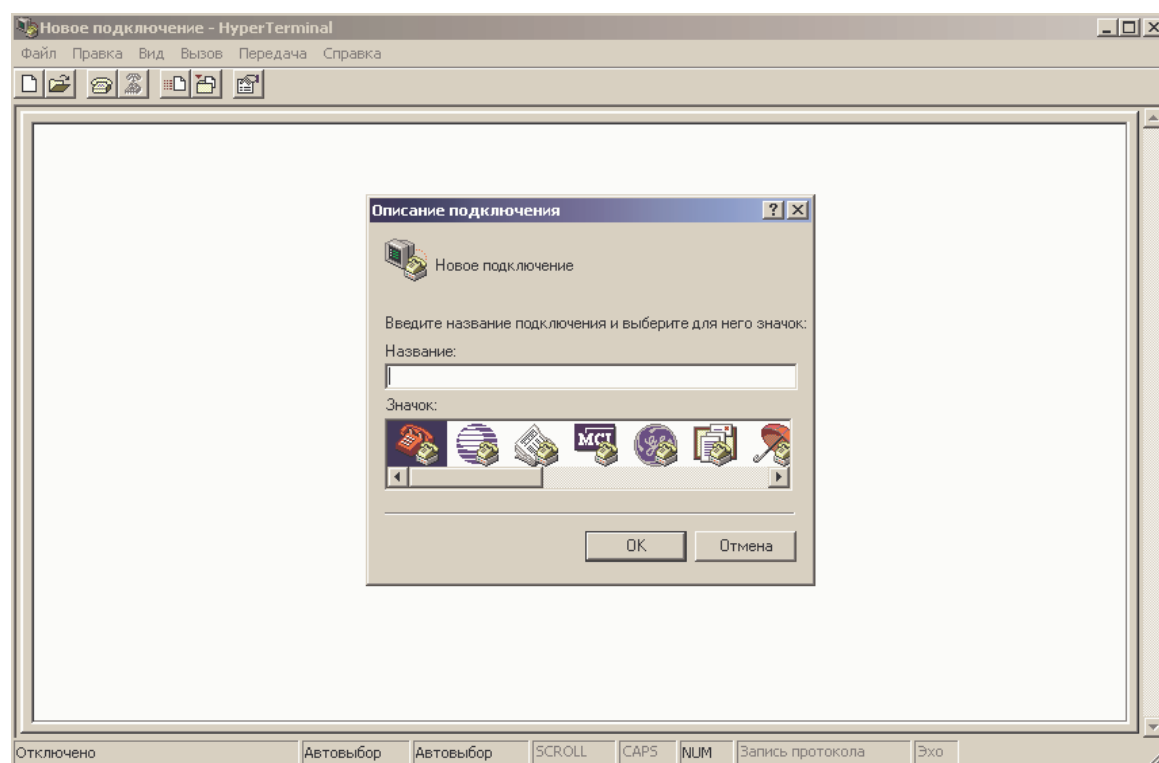 Новое подключение - HyperTerminal
Файл Правка Вид Вызов Передача Справка
Описание подключения
Новое подключение
Введите название подключения и выберите для него значок:
Название:
Значок:
MCI
OK
Отмена
Отключено Автовыбор Автовыбор SCROLL CAPS NUM Запись протокола Эхо